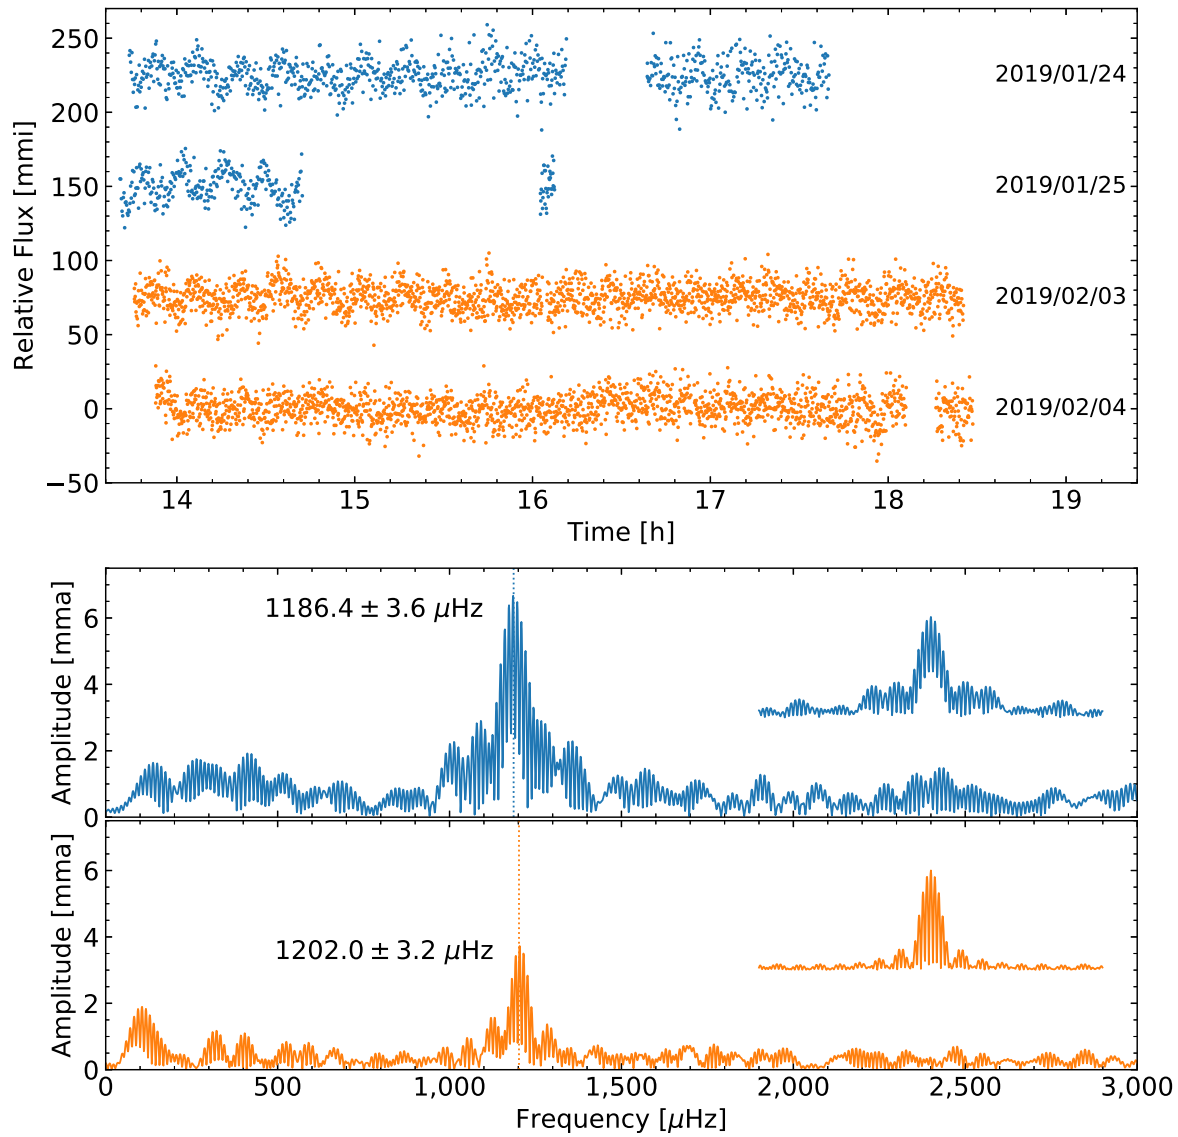 250
200
150
100
50
0
−50
Relative Flux [mmi]
2019/01/24
2019/01/25
2019/02/03
2019/02/04
14 15 16 17 18 19
Time [h]
6
4
2
0
Amplitude [mma]
1186.4 ± 3.6 μHz
6
4
2
0
Amplitude [mma]
1202.0 ± 3.2 μHz
0 500 1,000 1,500 2,000 2,500 3,000
Frequency [μHz]